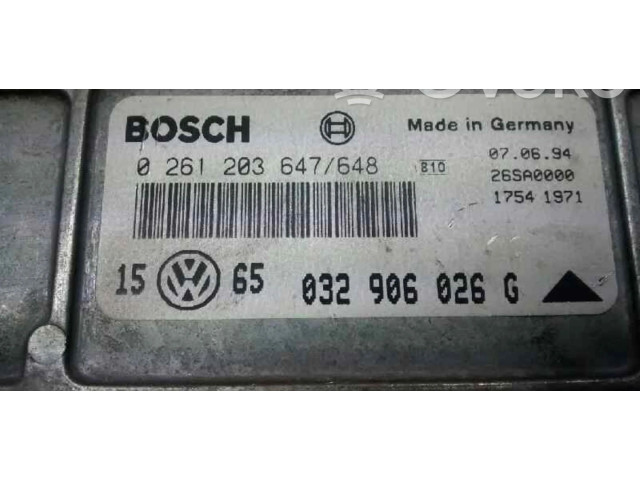 BOSCH Made in Germany
0 261 203 647/648 810 07.06.94
26SA0000
1754 1971
15 VW 65 032 906 026 G